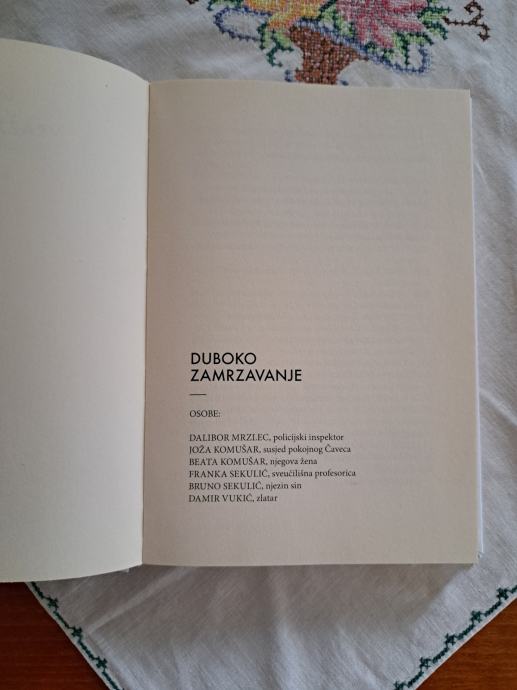 DUBOKO
ZAMRZAVANJE
OSOBE:
DALIBOR MRZLEC, policijski inspektor
JOŽA KOMUŠAR, susjed pokojnog Čaveca
BEATA KOMUŠAR, njegova žena
FRANKA SEKULIĆ, sveučilišna profesorica
BRUNO SEKULIĆ, njezin sin
DAMIR VUKIĆ, zlatar